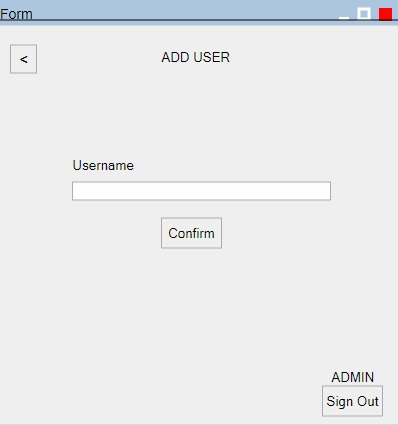 Form
<
ADD USER
Username
Confirm
ADMIN
Sign Out